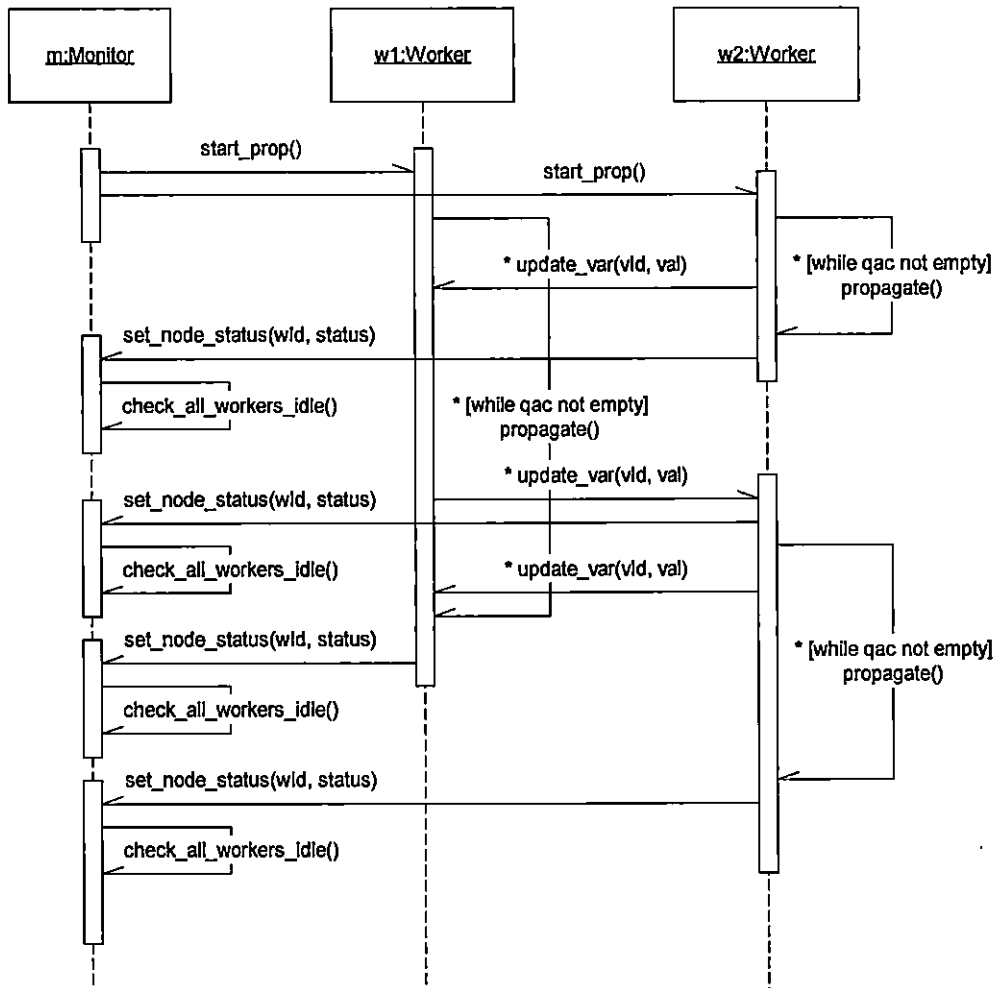 m:Monitor
w1:Worker
w2:Worker
start_prop()
start_prop()
* update_var(vId, val)
* [while qac not empty]
propagate()
set_node_status(wId, status)
check_all_workers_idle()
* [while qac not empty]
propagate()
* update_var(vId, val)
set_node_status(wId, status)
check_all_workers_idle()
* update_var(vId, val)
set_node_status(wId, status)
* [while qac not empty]
propagate()
check_all_workers_idle()
set_node_status(wId, status)
check_all_workers_idle()